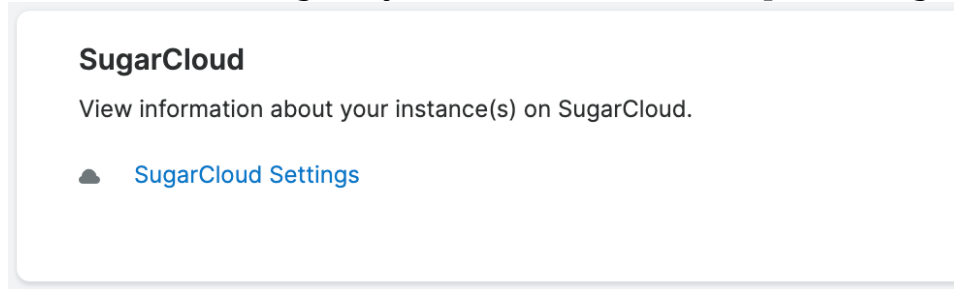 SugarCloud
View information about your instance(s) on SugarCloud.
SugarCloud Settings